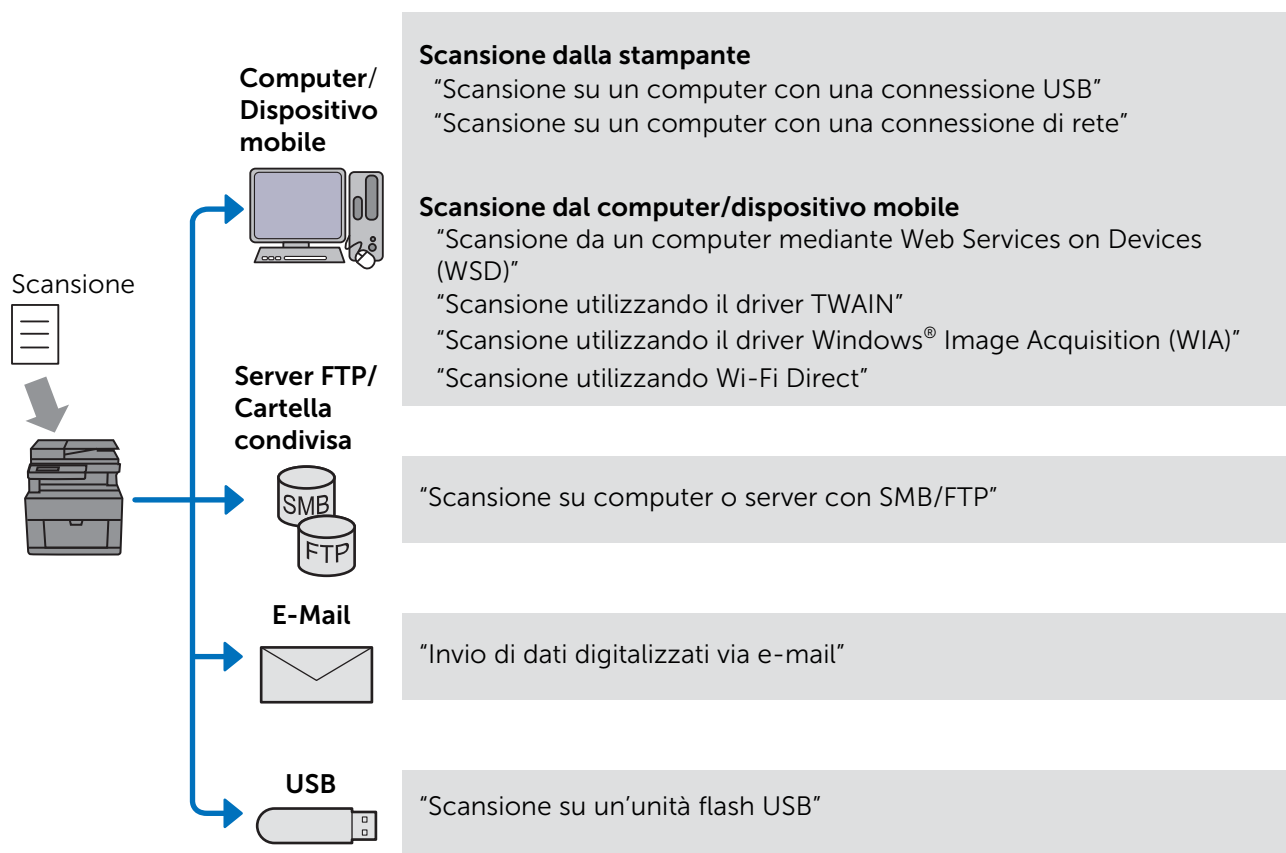 Scansione
Computer/
Dispositivo
mobile
Scansione dalla stampante
“Scansione su un computer con una connessione USB”
“Scansione su un computer con una connessione di rete”
Scansione dal computer/dispositivo mobile
“Scansione da un computer mediante Web Services on Devices
(WSD)”
“Scansione utilizzando il driver TWAIN”
“Scansione utilizzando il driver Windows® Image Acquisition (WIA)”
“Scansione utilizzando Wi-Fi Direct”
Server FTP/
Cartella
condivisa
SMB
FTP
“Scansione su computer o server con SMB/FTP”
E-Mail
“Invio di dati digitalizzati via e-mail”
USB
“Scansione su un’unità flash USB”